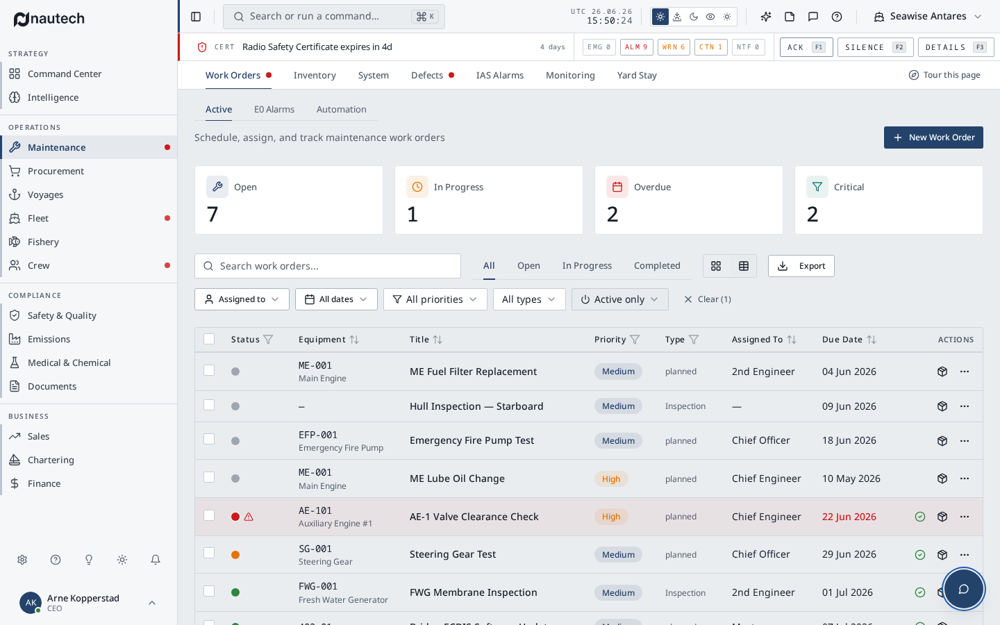 nautech
STRATEGY
Command Center
Intelligence
OPERATIONS
Maintenance
Procurement
Voyages
Fleet
Fishery
Crew
COMPLIANCE
Safety & Quality
Emissions
Medical & Chemical
Documents
BUSINESS
Sales
Chartering
Finance
AK
Arne Kopperstad
CEO
Search or run a command...
⌘ K
UTC 26.06.26
15:50:24
Seawise Antares
CERT Radio Safety Certificate expires in 4d
4 days
EMG 0
ALM 9
WRN 6
CTN 1
NTF 0
ACK F1
SILENCE F2
DETAILS F3
Work Orders
Inventory
System
Defects
IAS Alarms
Monitoring
Yard Stay
Tour this page
Active
E0 Alarms
Automation
Schedule, assign, and track maintenance work orders
New Work Order
Open
7
In Progress
1
Overdue
2
Critical
2
Search work orders...
All
Open
In Progress
Completed
Export
Assigned to
All dates
All priorities
All types
Active only
Clear (1)
Status Equipment Title Priority Type Assigned To Due Date ACTIONS
ME-001
Main Engine
ME Fuel Filter Replacement Medium planned 2nd Engineer 04 Jun 2026
— Hull Inspection — Starboard Medium Inspection — 09 Jun 2026
EFP-001
Emergency Fire Pump
Emergency Fire Pump Test Medium planned Chief Officer 18 Jun 2026
ME-001
Main Engine
ME Lube Oil Change High planned Chief Engineer 10 May 2026
AE-101
Auxiliary Engine #1
AE-1 Valve Clearance Check High planned Chief Engineer 22 Jun 2026
SG-001
Steering Gear
Steering Gear Test Medium planned Chief Officer 29 Jun 2026
FWG-001
Fresh Water Generator
FWG Membrane Inspection Medium Inspection 2nd Engineer 01 Jul 2026